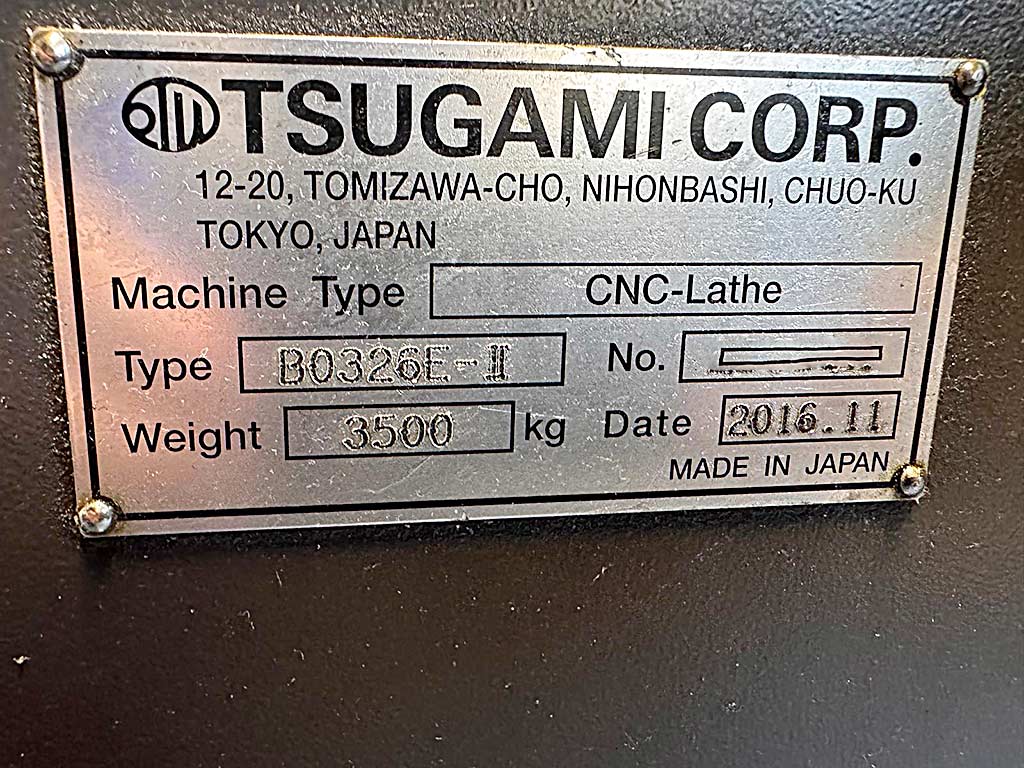 TSUGAMI CORP.
12-20, TOMIZAWA-CHO, NIHONBASHI, CHUO-KU
TOKYO, JAPAN
Machine Type CNC-Lathe
Type B0326E-II No.
Weight 3500 kg Date 2016.11
MADE IN JAPAN